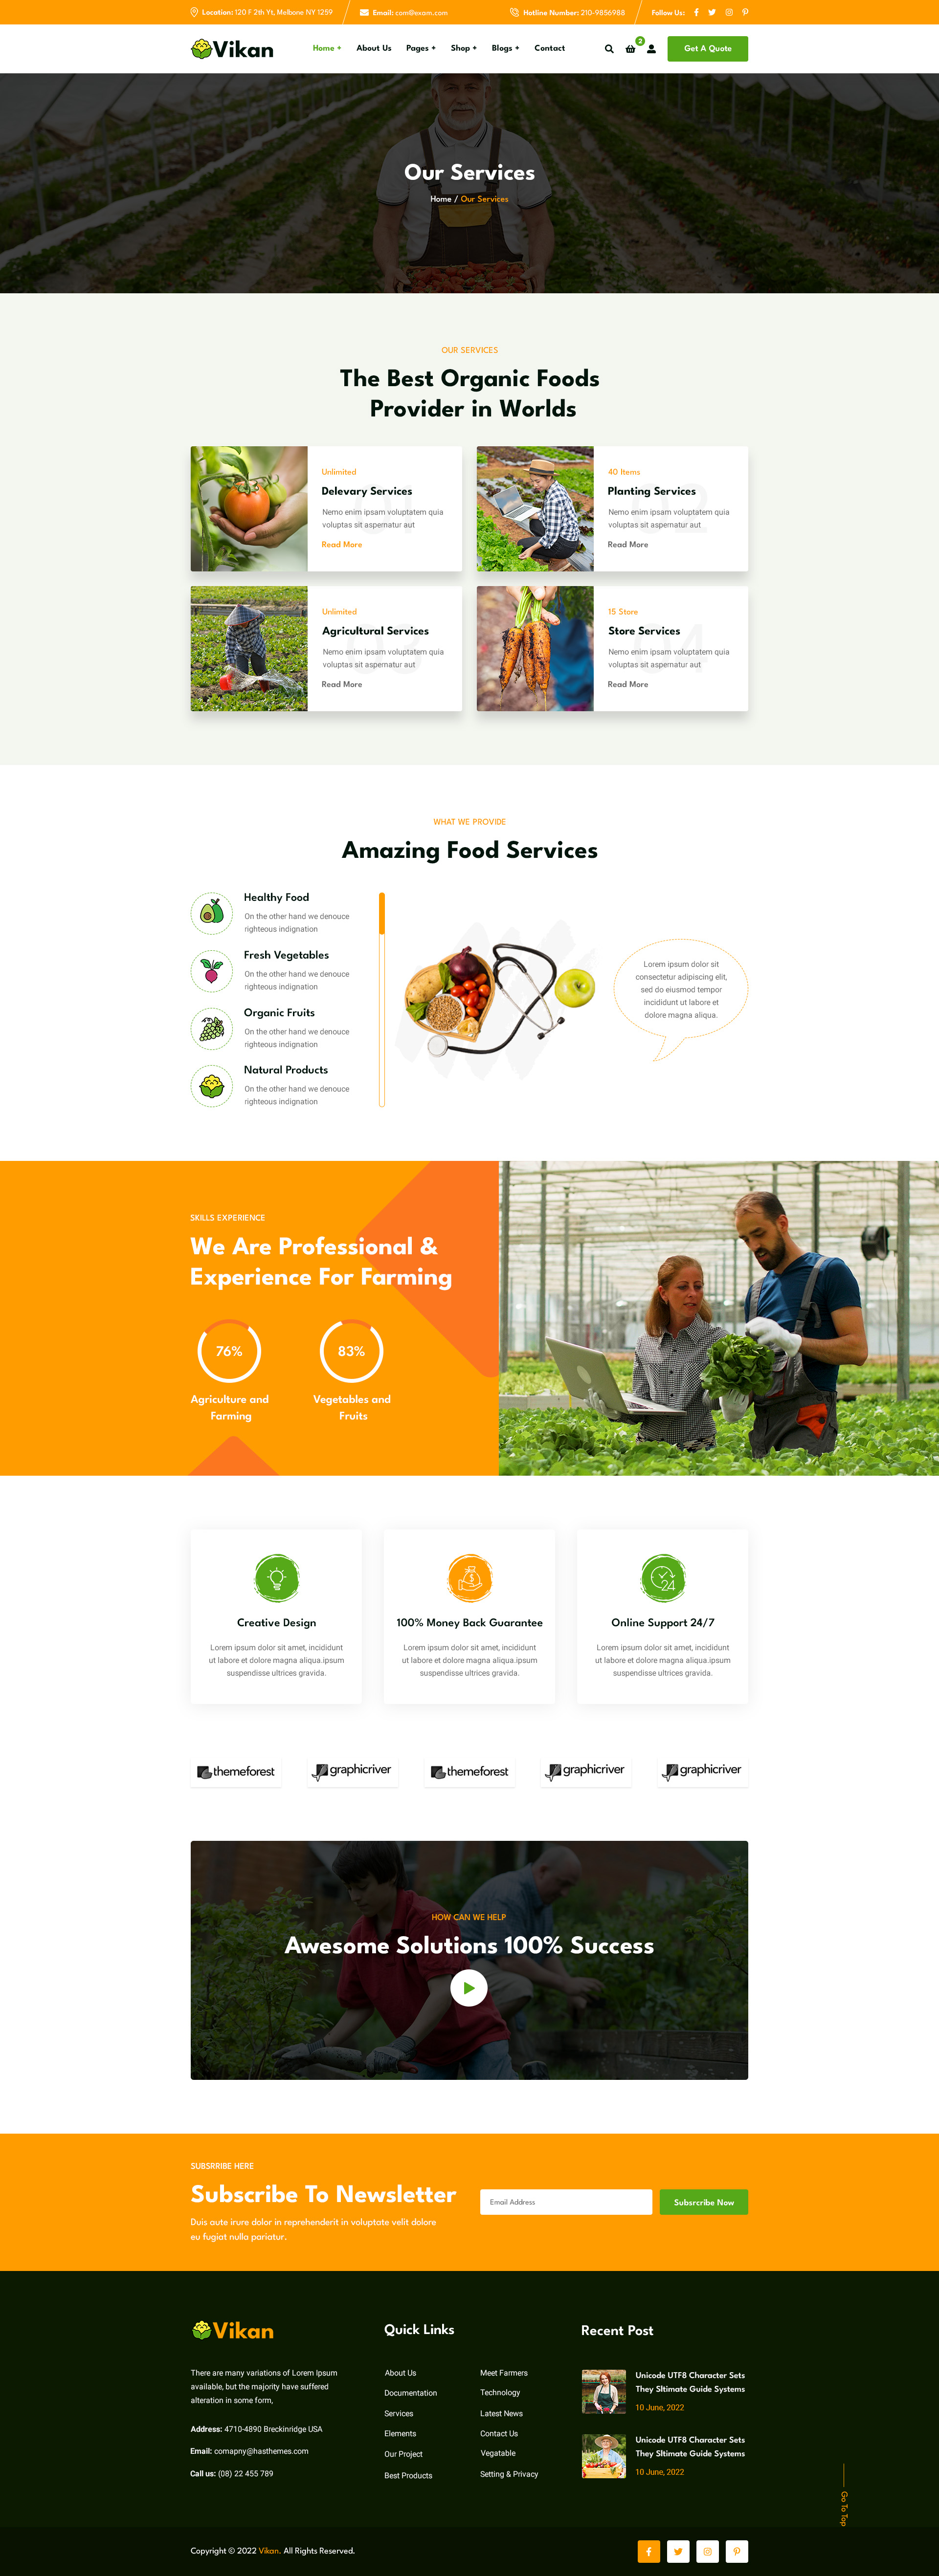 Location: 120 F 2th Yt, Melbone NY 1259
Email: com@exam.com
Hotline Number: 210-9856988
Follow Us:
Vikan
Home +
About Us
Pages +
Shop +
Blogs +
Contact
2
Get A Quote
Our Services
Home / Our Services
OUR SERVICES
The Best Organic Foods
Provider in Worlds
Unlimited
Delevary Services
Nemo enim ipsam voluptatem quia
voluptas sit aspernatur aut
Read More
40 Items
02
Planting Services
Nemo enim ipsam voluptatem quia
voluptas sit aspernatur aut
Read More
Unlimited
Agricultural Services
Nemo enim ipsam voluptatem quia
voluptas sit aspernatur aut
Read More
15 Store
04
Store Services
Nemo enim ipsam voluptatem quia
voluptas sit aspernatur aut
Read More
WHAT WE PROVIDE
Amazing Food Services
Healthy Food
On the other hand we denouce
righteous indignation
Fresh Vegetables
On the other hand we denouce
righteous indignation
Organic Fruits
On the other hand we denouce
righteous indignation
Natural Products
On the other hand we denouce
righteous indignation
Lorem ipsum dolor sit
consectetur adipiscing elit,
sed do eiusmod tempor
incididunt ut labore et
dolore magna aliqua.
SKILLS EXPERIENCE
We Are Professional &
Experience For Farming
76%
Agriculture and
Farming
83%
Vegetables and
Fruits
Creative Design
Lorem ipsum dolor sit amet, incididunt
ut labore et dolore magna aliqua.ipsum
suspendisse ultrices gravida.
$
100% Money Back Guarantee
Lorem ipsum dolor sit amet, incididunt
ut labore et dolore magna aliqua.ipsum
suspendisse ultrices gravida.
24
Online Support 24/7
Lorem ipsum dolor sit amet, incididunt
ut labore et dolore magna aliqua.ipsum
suspendisse ultrices gravida.
themeforest
graphicriver
themeforest
graphicriver
graphicriver
HOW CAN WE HELP
Awesome Solutions 100% Success
SUBSRRIBE HERE
Subscribe To Newsletter
Duis aute irure dolor in reprehenderit in voluptate velit dolore
eu fugiat nulla pariatur.
Email Address
Subsrcribe Now
Vikan
There are many variations of Lorem Ipsum
available, but the majority have suffered
alteration in some form,
Address: 4710-4890 Breckinridge USA
Email: comapny@hasthemes.com
Call us: (08) 22 455 789
Quick Links
About Us
Documentation
Services
Elements
Our Project
Best Products
Meet Farmers
Technology
Latest News
Contact Us
Vegatable
Setting & Privacy
Recent Post
Unicode UTF8 Character Sets
They Sltimate Guide Systems
10 June, 2022
Unicode UTF8 Character Sets
They Sltimate Guide Systems
10 June, 2022
Go To Top
Copyright © 2022 Vikan. All Rights Reserved.